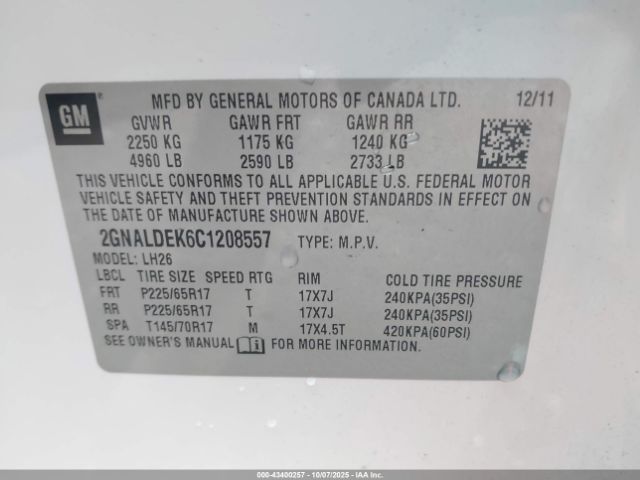 GM ®
MFD BY GENERAL MOTORS OF CANADA LTD. 12/11
GVWR GAWR FRT GAWR RR
2250 KG 1175 KG 1240 KG
4960 LB 2590 LB 2733 LB
THIS VEHICLE CONFORMS TO ALL APPLICABLE U.S. FEDERAL MOTOR
VEHICLE SAFETY AND THEFT PREVENTION STANDARDS IN EFFECT ON
THE DATE OF MANUFACTURE SHOWN ABOVE.
2GNALDEK6C1208557 TYPE: M.P.V.
MODEL: LH26
LBCL TIRE SIZE SPEED RTG RIM COLD TIRE PRESSURE
FRT P225/65R17 T 17X7J 240KPA(35PSI)
RR P225/65R17 T 17X7J 240KPA(35PSI)
SPA T145/70R17 M 17X4.5T 420KPA(60PSI)
SEE OWNER'S MANUAL FOR MORE INFORMATION.
000-43400257 - 10/07/2025 - IAAI.com